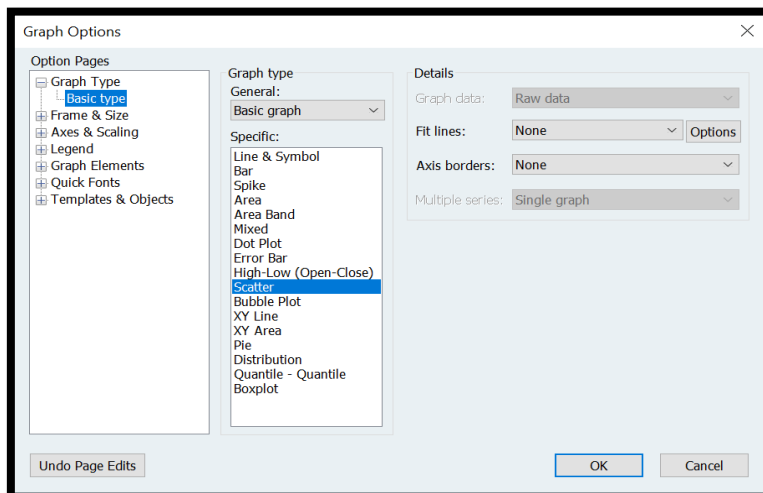 Graph Options
Option Pages
Graph Type
Basic type
Frame & Size
Axes & Scaling
Legend
Graph Elements
Quick Fonts
Templates & Objects
Graph type
General:
Basic graph
Specific:
Line & Symbol
Bar
Spike
Area
Area Band
Mixed
Dot Plot
Error Bar
High-Low (Open-Close)
Scatter
Bubble Plot
XY Line
XY Area
Pie
Distribution
Quantile - Quantile
Boxplot
Details
Graph data: Raw data
Fit lines: None Options
Axis borders: None
Multiple series: Single graph
Undo Page Edits
OK
Cancel